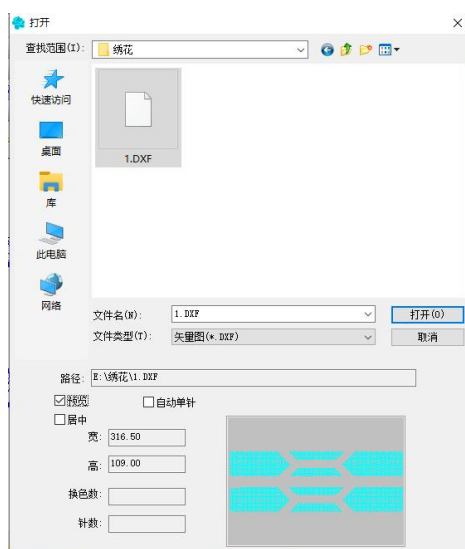 打开
查找范围(I):
绣花
快速访问
桌面
库
此电脑
网络
1.DXF
文件名(N):
1.DXF
打开(O)
文件类型(T):
矢量图(*.DXF)
取消
路径:
E:\绣花\1.DXF
预览
自动单针
居中
宽:
316.50
高:
109.00
换色数:
针数: